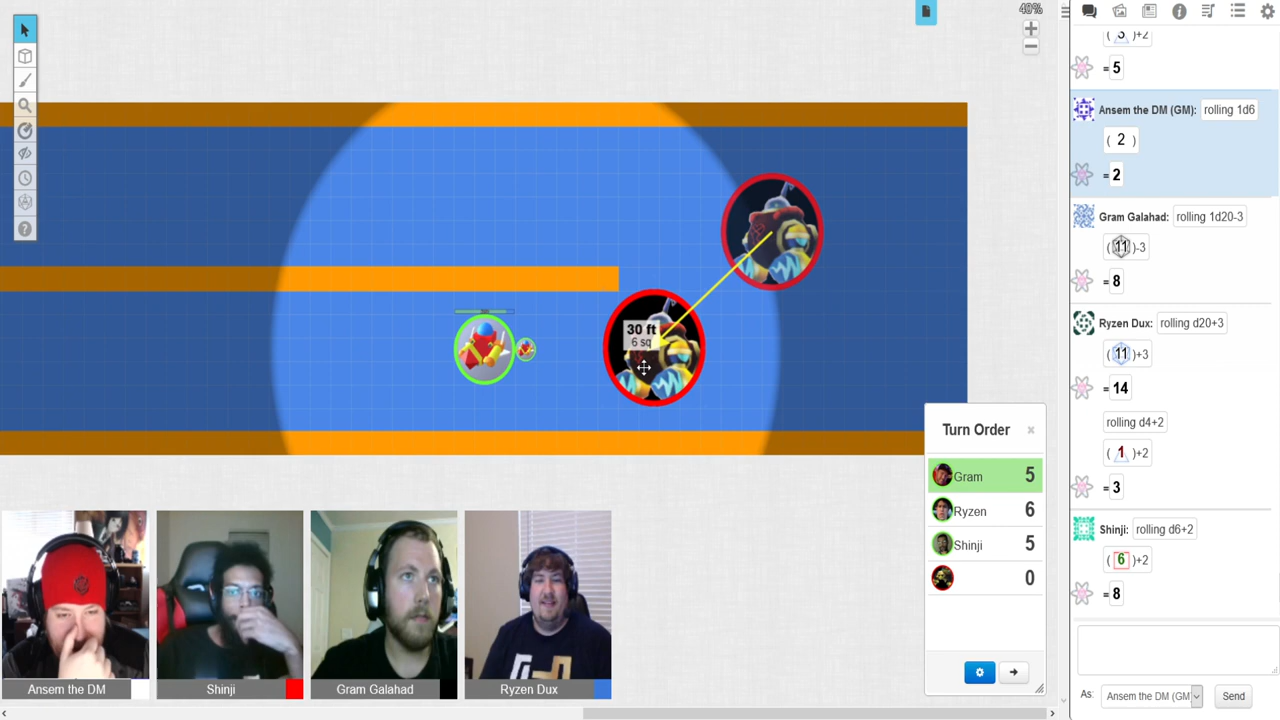 40%
30 ft
6 sq
Turn Order ×
Gram 5
Ryzen 6
Shinji 5
0
Ansem the DM
Shinji
Gram Galahad
Ryzen Dux
( 3 )+2
= 5
Ansem the DM (GM): rolling 1d6
( 2 )
= 2
Gram Galahad: rolling 1d20-3
( 11 )-3
= 8
Ryzen Dux: rolling d20+3
( 11 )+3
= 14
rolling d4+2
( 1 )+2
= 3
Shinji: rolling d6+2
( 6 )+2
= 8
As: Ansem the DM (GM Send